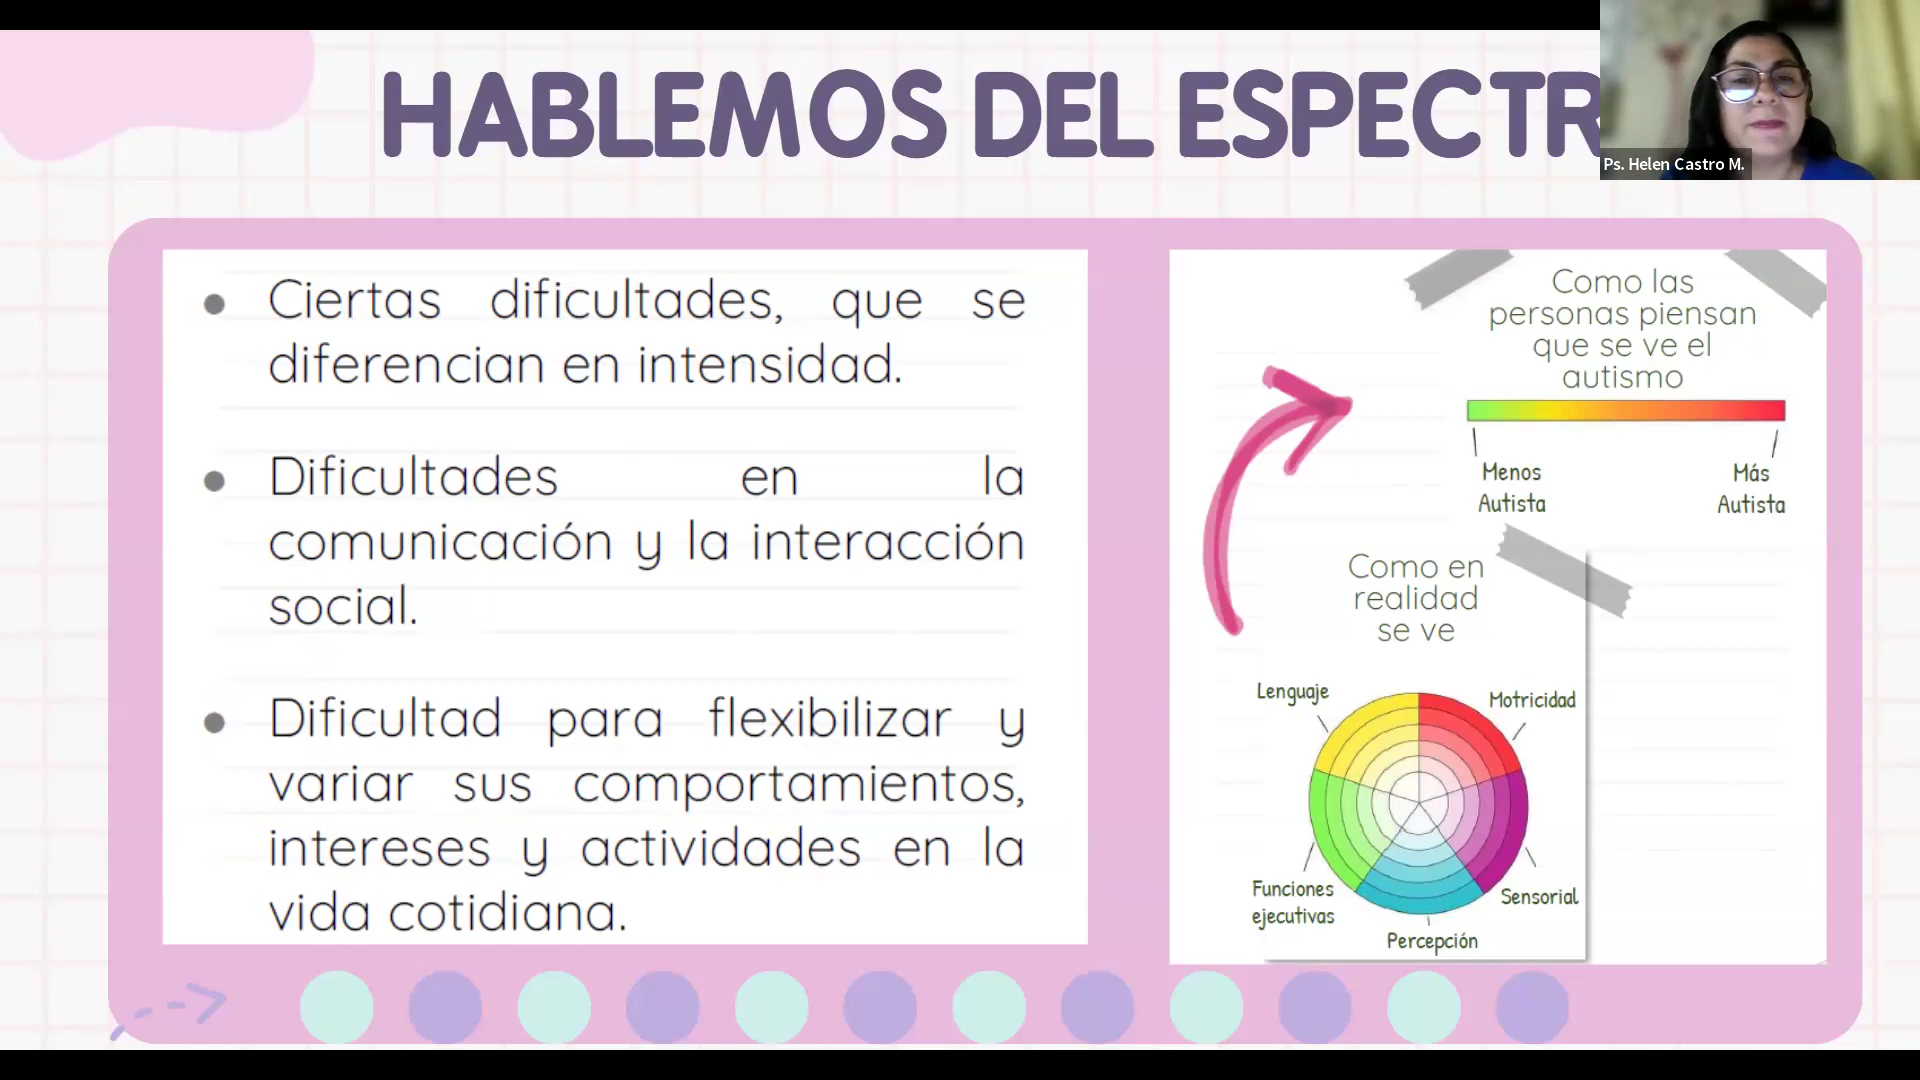 HABLEMOS DEL ESPECTR
Ps. Helen Castro M.
• Ciertas dificultades, que se
diferencian en intensidad.
• Dificultades en la
comunicación y la interacción
social.
• Dificultad para flexibilizar y
variar sus comportamientos,
intereses y actividades en la
vida cotidiana.
Como las
personas piensan
que se ve el
autismo
Menos
Autista
Más
Autista
Como en
realidad
se ve
Lenguaje
Motricidad
Funciones
ejecutivas
Sensorial
Percepción